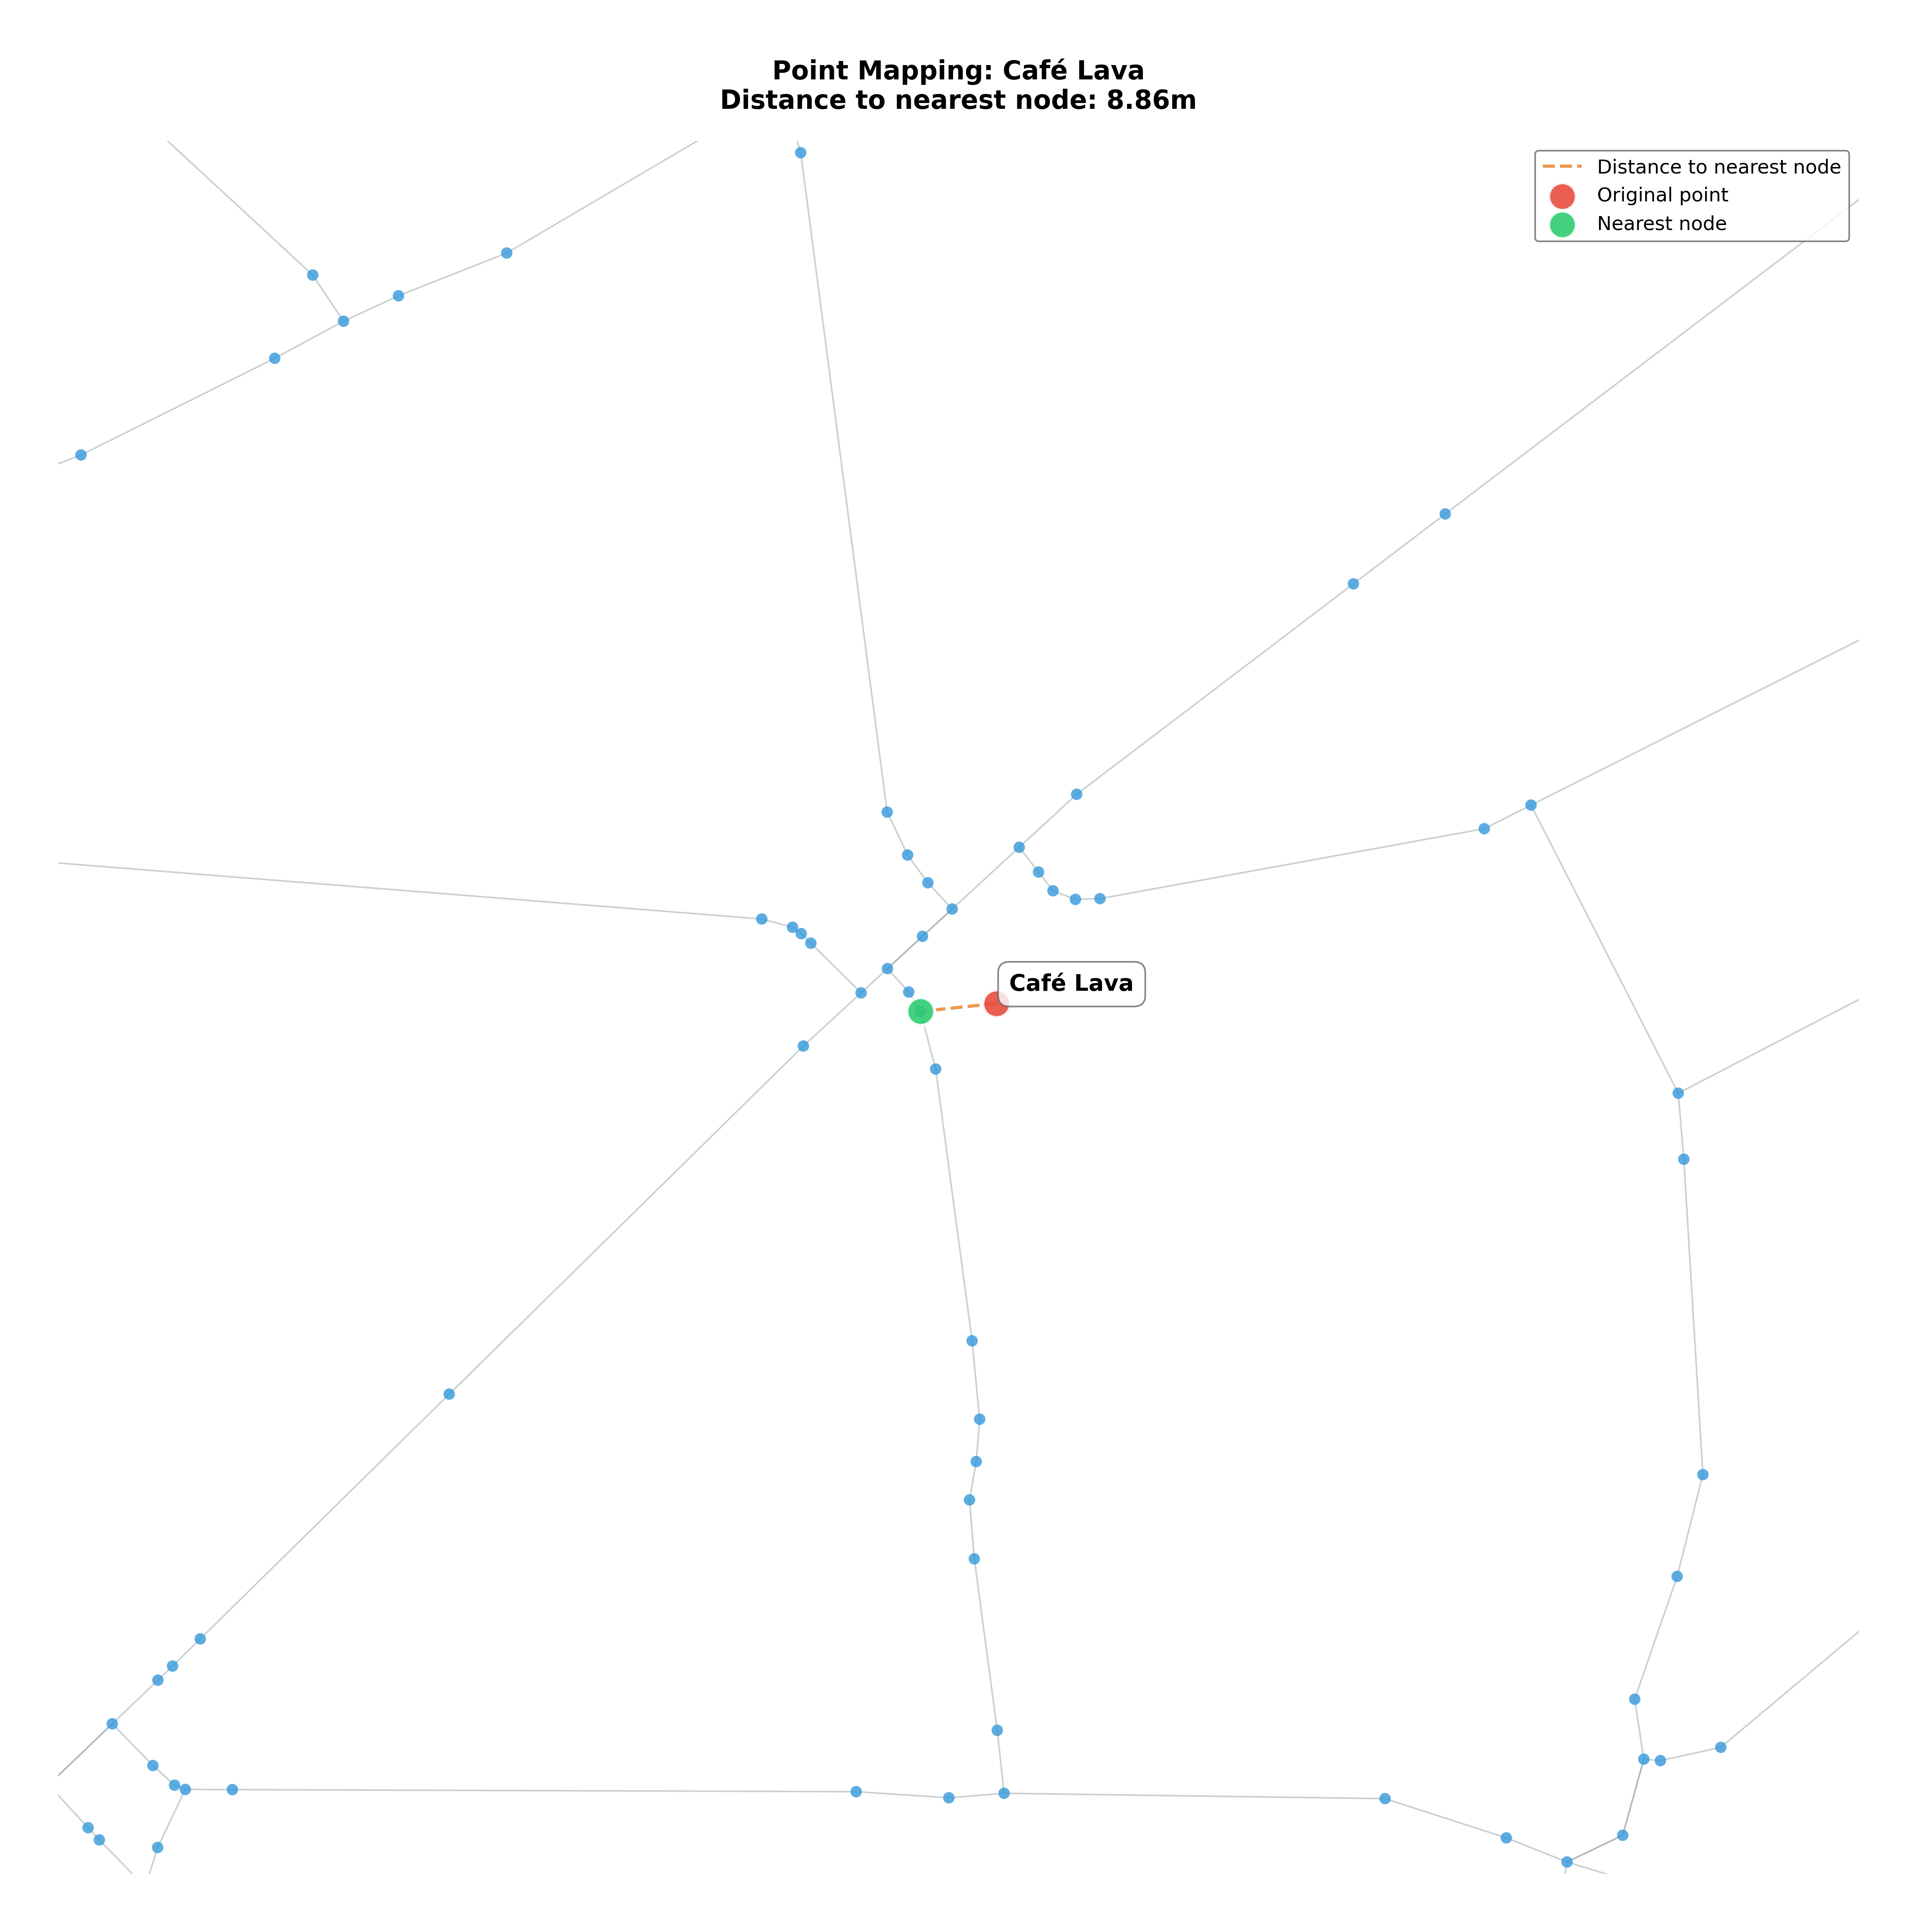 Point Mapping: Café Lava
Distance to nearest node: 8.86m
Distance to nearest node
Original point
Nearest node
Café Lava